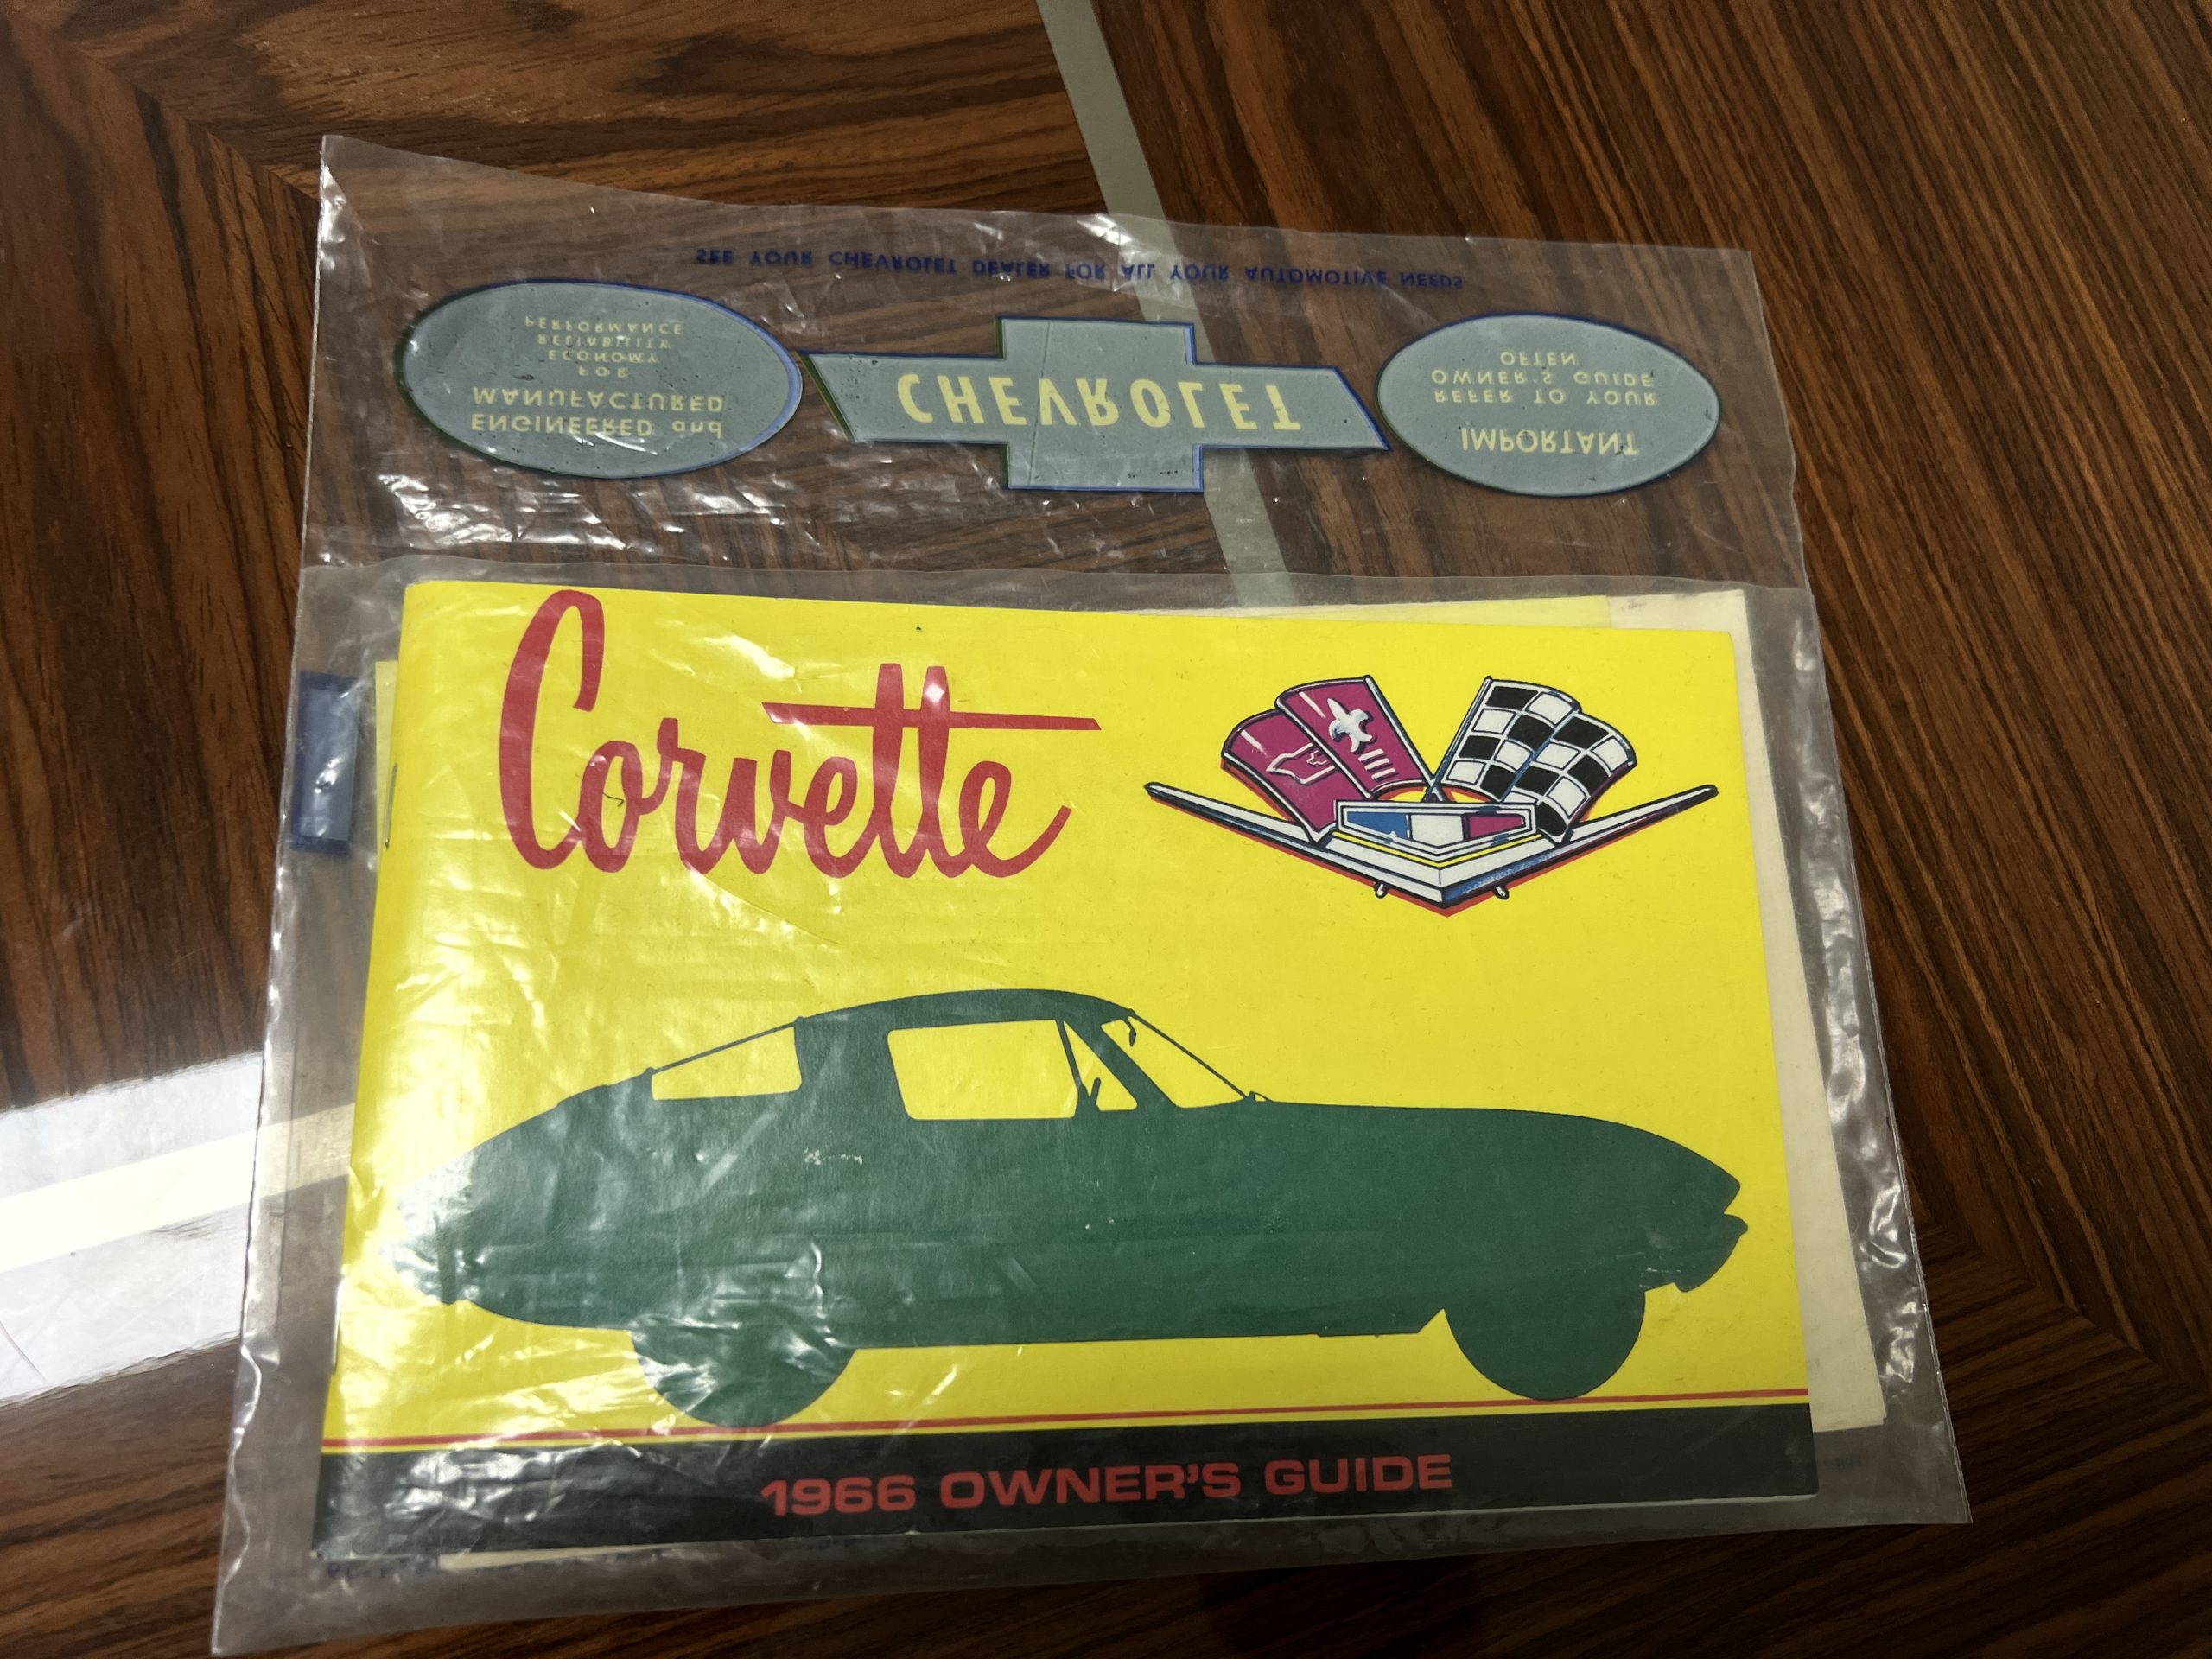 SEE YOUR CHEVROLET DEALER FOR ALL YOUR AUTOMOTIVE NEEDS
ENGINEERED and
MANUFACTURED
FOR
ECONOMY
RELIABILITY
PERFORMANCE
CHEVROLET
IMPORTANT
REFER TO YOUR
OWNER'S GUIDE
OFTEN
Corvette
1966 OWNER'S GUIDE